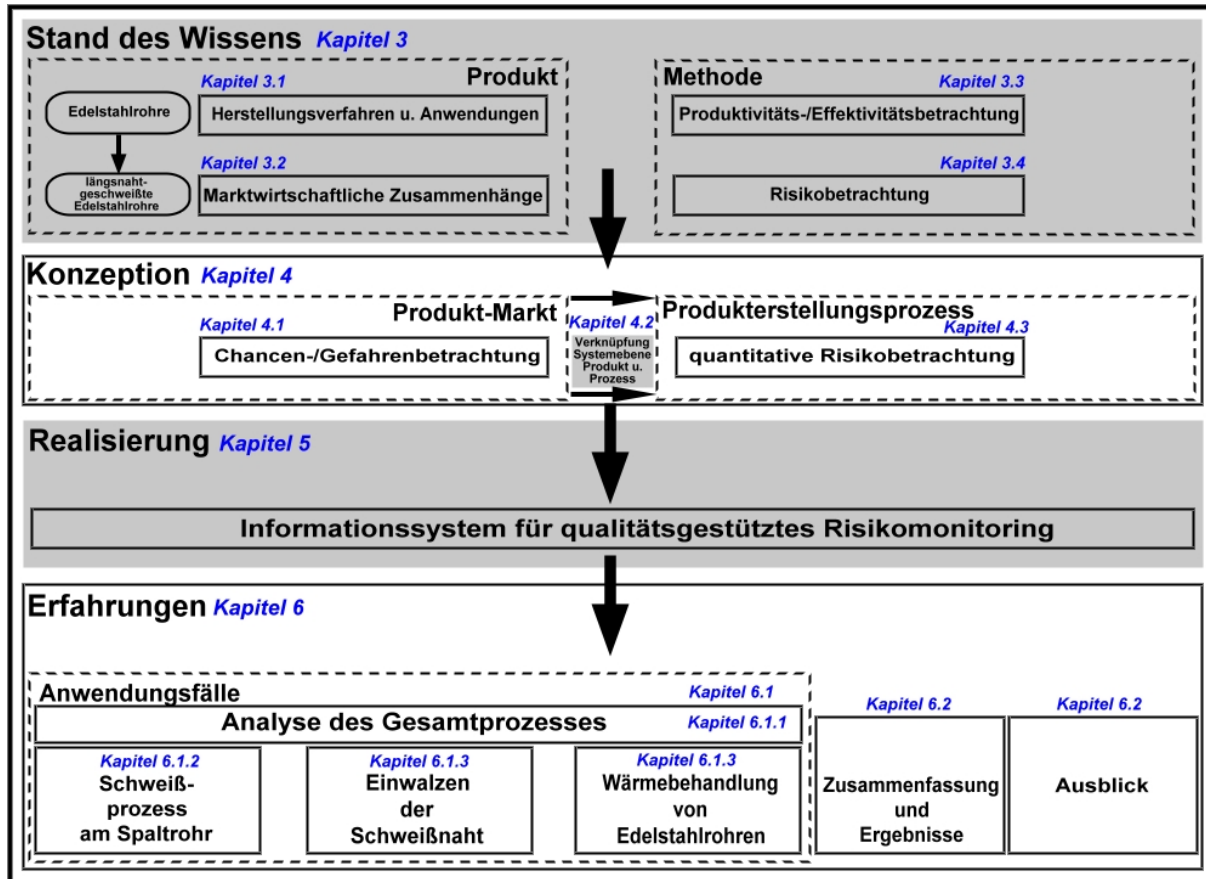 Stand des Wissens Kapitel 3
Kapitel 3.1 Produkt
Edelstahlrohre
Herstellungsverfahren u. Anwendungen
Kapitel 3.2
längsnaht-
geschweißte
Edelstahlrohre
Marktwirtschaftliche Zusammenhänge
Methode Kapitel 3.3
Produktivitäts-/Effektivitätsbetrachtung
Kapitel 3.4
Risikobetrachtung
Konzeption Kapitel 4
Produkt-Markt
Kapitel 4.1
Chancen-/Gefahrenbetrachtung
Kapitel 4.2
Verknüpfung
Systemebene
Produkt u.
Prozess
Produkterstellungsprozess
Kapitel 4.3
quantitative Risikobetrachtung
Realisierung Kapitel 5
Informationssystem für qualitätsgestütztes Risikomonitoring
Erfahrungen Kapitel 6
Anwendungsfälle Kapitel 6.1
Analyse des Gesamtprozesses Kapitel 6.1.1
Kapitel 6.1.2
Schweiß-
prozess
am Spaltrohr
Kapitel 6.1.3
Einwalzen
der
Schweißnaht
Kapitel 6.1.3
Wärmebehandlung
von
Edelstahlrohren
Kapitel 6.2
Zusammenfassung
und
Ergebnisse
Kapitel 6.2
Ausblick